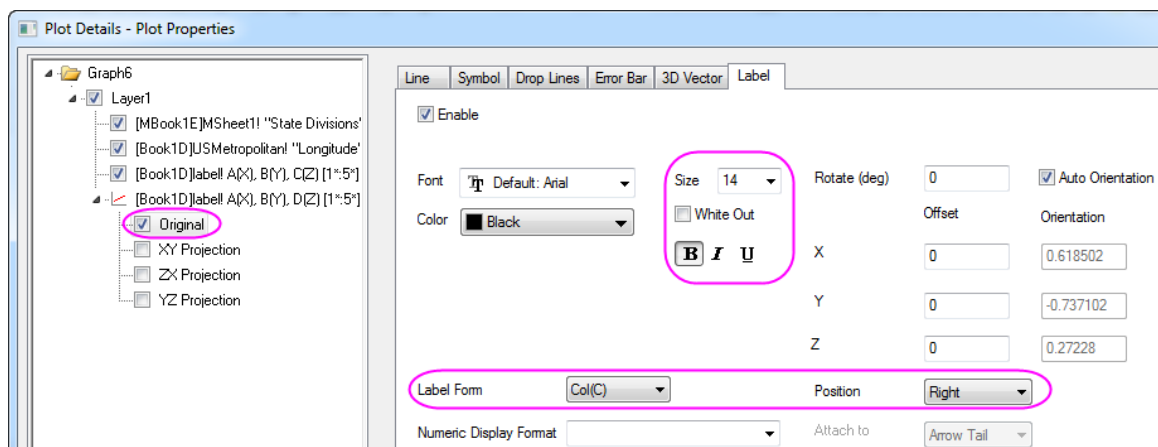 Plot Details - Plot Properties
Graph6
Layer1
[MBook1E]MSheet1! "State Divisions"
[Book1D]USMetropolitan! "Longitude"
[Book1D]label! A(X), B(Y), C(Z) [1*:5*]
[Book1D]label! A(X), B(Y), D(Z) [1*:5*]
Original
XY Projection
ZX Projection
YZ Projection
Line Symbol Drop Lines Error Bar 3D Vector Label
Enable
Font Default: Arial Size 14 Rotate (deg) 0 Auto Orientation
Color Black White Out Offset Orientation
B I U X 0 0.618502
Y 0 -0.737102
Z 0 0.27228
Label Form Col(C) Position Right
Numeric Display Format Attach to Arrow Tail